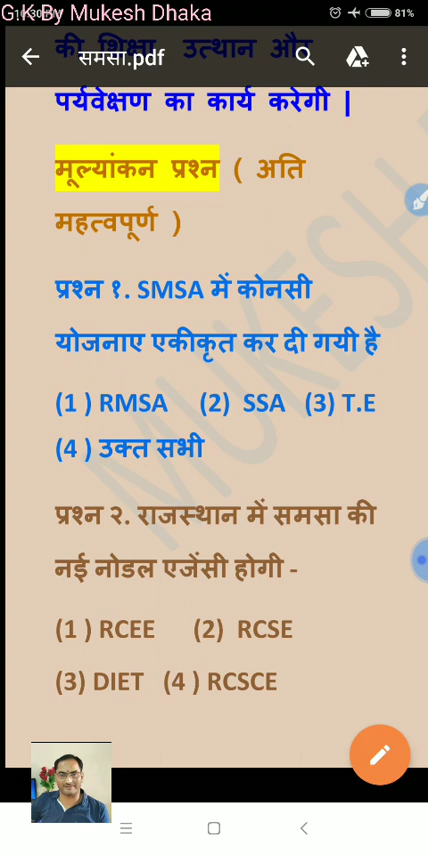 G.K By Mukesh Dhaka
81%
की शिक्षा उत्थान और
समसा.pdf
पर्यवेक्षण का कार्य करेगी |
मूल्यांकन प्रश्न ( अति
महत्वपूर्ण )
प्रश्न १. SMSA में कोनसी
योजनाए एकीकृत कर दी गयी है
(1 ) RMSA (2) SSA (3) T.E
(4 ) उक्त सभी
प्रश्न २. राजस्थान में समसा की
नई नोडल एजेंसी होगी -
(1 ) RCEE (2) RCSE
(3) DIET (4 ) RCSCE
MUKESH